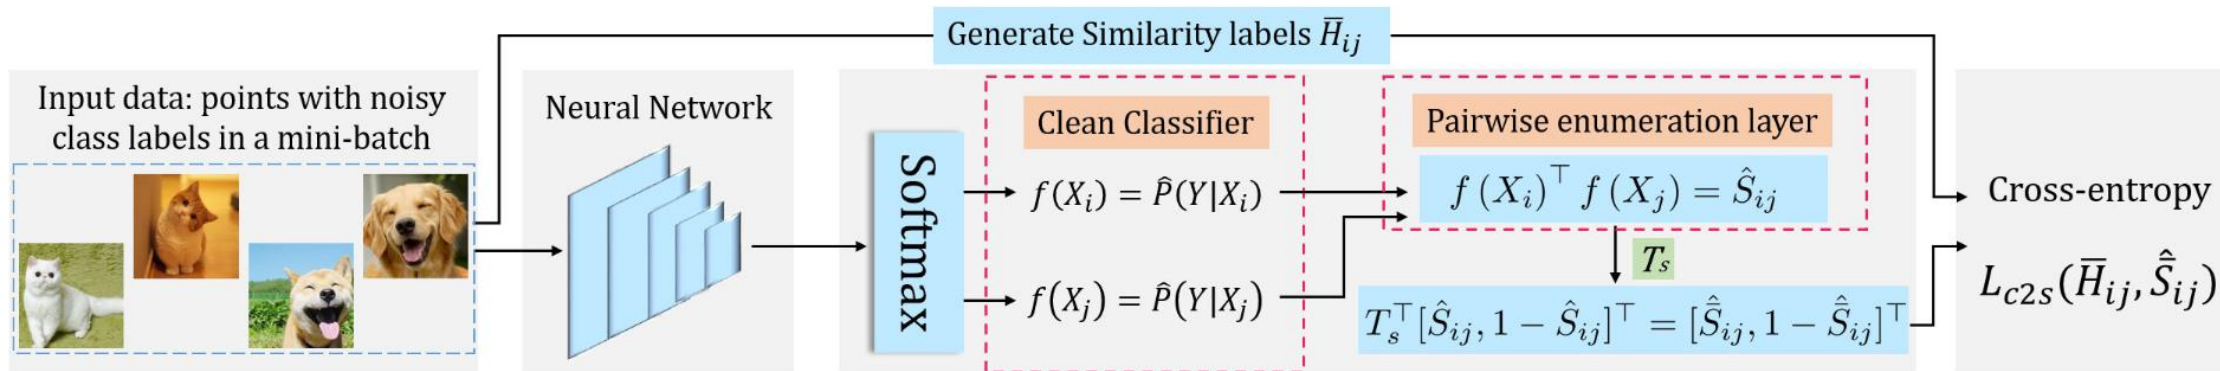 Generate Similarity labels H̅ᵢⱼ
Input data: points with noisy
class labels in a mini-batch
Neural Network
Softmax
Clean Classifier
f(Xᵢ) = P̂(Y|Xᵢ)
f(Xⱼ) = P̂(Y|Xⱼ)
Pairwise enumeration layer
f (Xᵢ)^⊤ f (Xⱼ) = Ŝᵢⱼ
Tₛ
Tₛ^⊤[Ŝᵢⱼ, 1 − Ŝᵢⱼ]^⊤ = [S̅̂ᵢⱼ, 1 − S̅̂ᵢⱼ]^⊤
Cross-entropy
L_{c2s}(H̅ᵢⱼ, S̅̂ᵢⱼ)